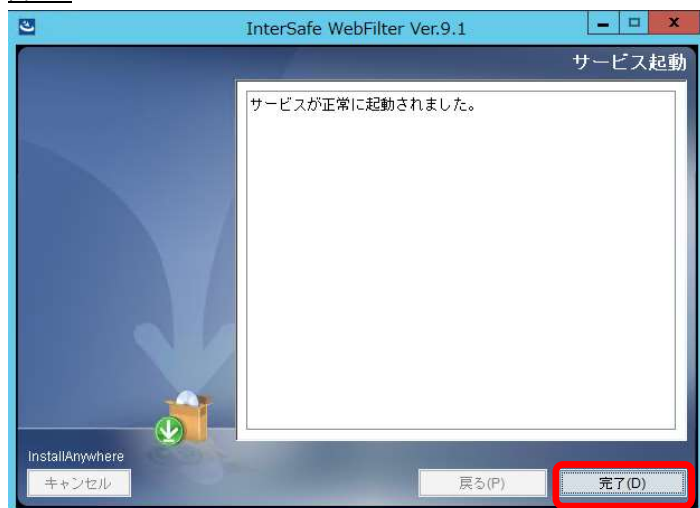 InterSafe WebFilter Ver.9.1
サービス起動
サービスが正常に起動されました。
InstallAnywhere
キャンセル
戻る(P)
完了(D)